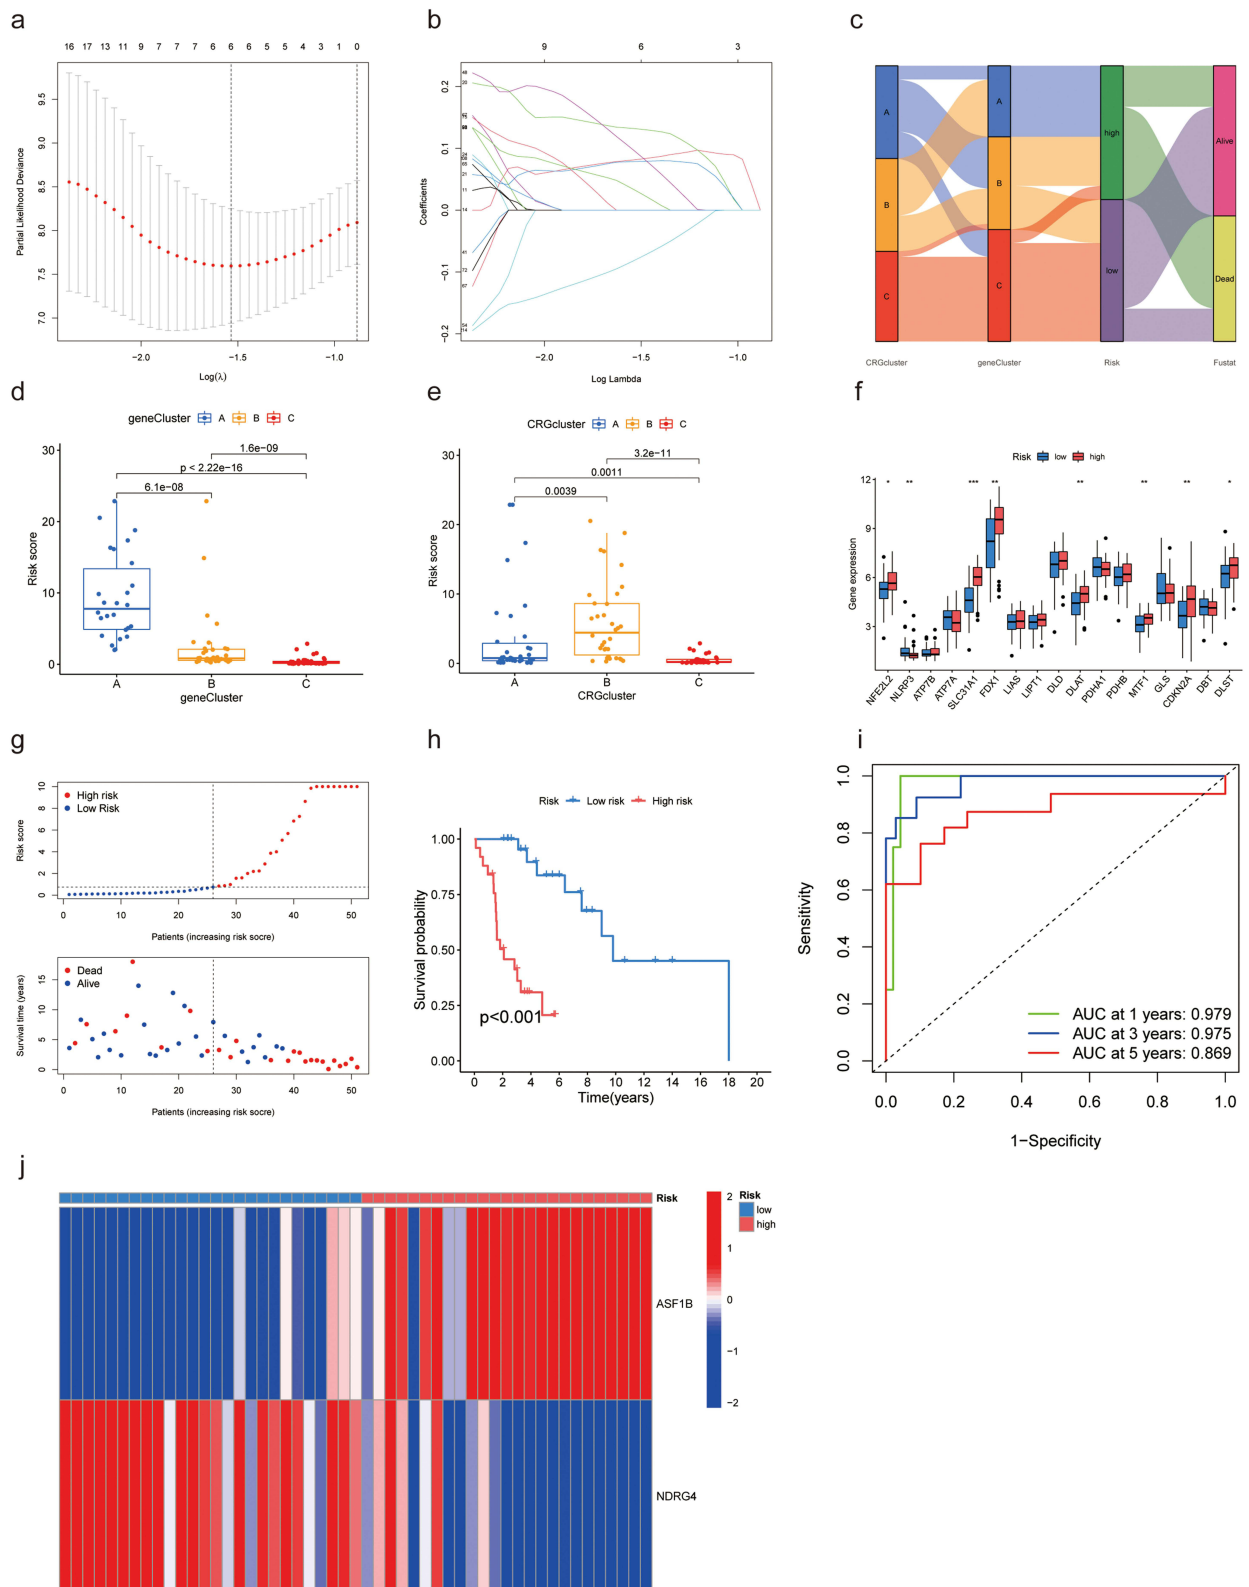 a
16 17 13 11 9 7 7 7 6 6 6 5 5 4 3 1 0
Partial Likelihood Deviance
9.5
9.0
8.5
8.0
7.5
7.0
−2.0 −1.5 −1.0
Log(λ)
b
9 6 3
Coefficients
0.2
0.1
0.0
−0.1
−0.2
−2.0 −1.5 −1.0
Log Lambda
c
A
B
C
A
B
C
high
low
Alive
Dead
CRGcluster geneCluster Risk Fustat
d
geneCluster A B C
Risk score
30
20
10
0
1.6e−09
p < 2.22e−16
6.1e−08
A B C
geneCluster
e
CRGcluster A B C
Risk score
30
20
10
0
3.2e−11
0.0011
0.0039
A B C
CRGcluster
f
Risk low high
Gene expression
12
9
6
3
* ** *** ** ** ** ** *
NFE2L2 NLRP3 ATP7B ATP7A SLC31A1 FDX1 LIAS LIPT1 DLD DLAT PDHA1 PDHB MTF1 GLS CDKN2A DBT DLST
g
High risk
Low Risk
Risk score
10
8
6
4
2
0
0 10 20 30 40 50
Patients (increasing risk socre)
Dead
Alive
Survival time (years)
15
10
5
0
0 10 20 30 40 50
Patients (increasing risk socre)
h
Risk Low risk High risk
Survival probability
1.00
0.75
0.50
0.25
0.00
p<0.001
0 2 4 6 8 10 12 14 16 18 20
Time(years)
i
Sensitivity
1.0
0.8
0.6
0.4
0.2
0.0
AUC at 1 years: 0.979
AUC at 3 years: 0.975
AUC at 5 years: 0.869
0.0 0.2 0.4 0.6 0.8 1.0
1−Specificity
j
Risk
ASF1B
NDRG4
2
1
0
−1
−2
Risk
low
high